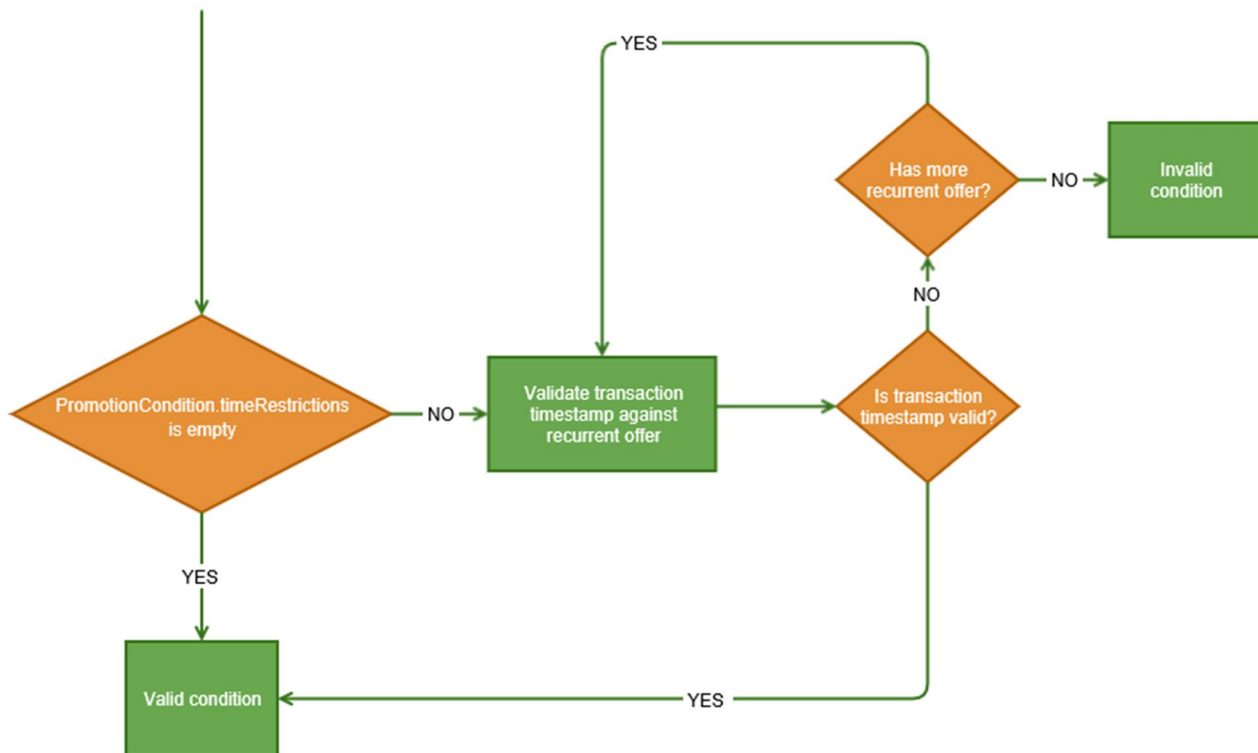 YES
Has more
recurrent offer?
NO
Invalid
condition
NO
PromotionCondition.timeRestrictions
is empty
NO
Validate transaction
timestamp against
recurrent offer
Is transaction
timestamp valid?
YES
Valid condition
YES